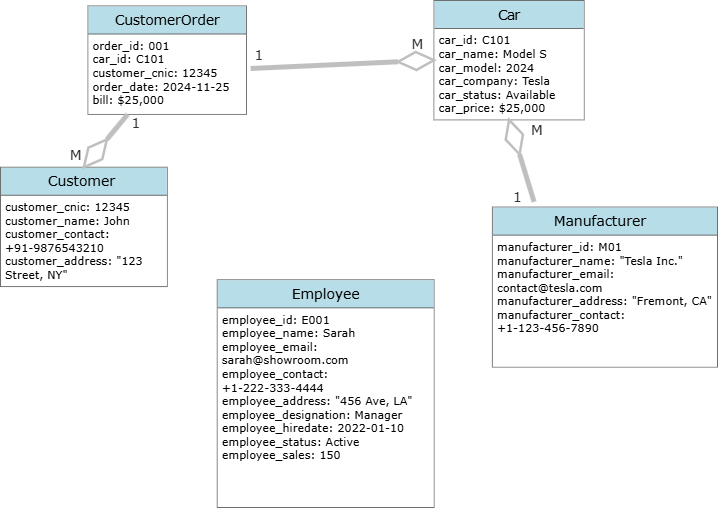 CustomerOrder
order_id: 001
car_id: C101
customer_cnic: 12345
order_date: 2024-11-25
bill: $25,000
1
M
Car
car_id: C101
car_name: Model S
car_model: 2024
car_company: Tesla
car_status: Available
car_price: $25,000
1
M
M
1
Customer
customer_cnic: 12345
customer_name: John
customer_contact:
+91-9876543210
customer_address: "123
Street, NY"
Manufacturer
manufacturer_id: M01
manufacturer_name: "Tesla Inc."
manufacturer_email:
contact@tesla.com
manufacturer_address: "Fremont, CA"
manufacturer_contact:
+1-123-456-7890
Employee
employee_id: E001
employee_name: Sarah
employee_email:
sarah@showroom.com
employee_contact:
+1-222-333-4444
employee_address: "456 Ave, LA"
employee_designation: Manager
employee_hiredate: 2022-01-10
employee_status: Active
employee_sales: 150